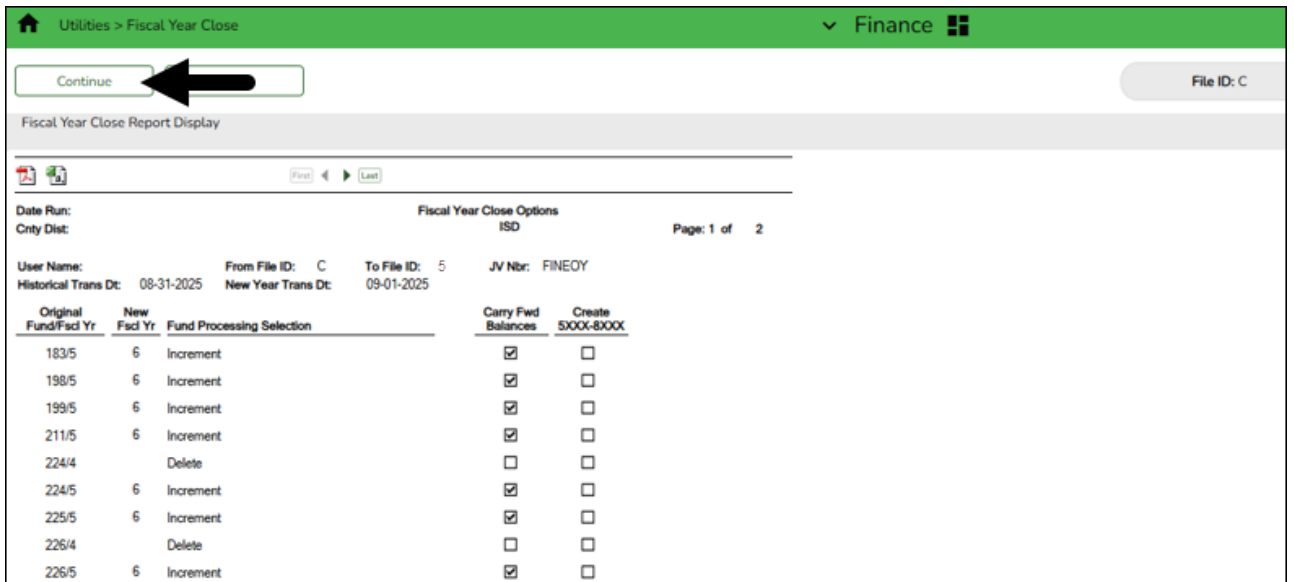 Utilities > Fiscal Year Close
Finance
Continue
File ID: C
Fiscal Year Close Report Display
First
Last
Date Run:
Fiscal Year Close Options
Cnty Dist:
ISD
Page: 1 of 2
User Name:
From File ID: C
To File ID: 5
JV Nbr: FINEOY
Historical Trans Dt: 08-31-2025
New Year Trans Dt: 09-01-2025
Original Fund/Fscl Yr
New Fscl Yr
Fund Processing Selection
Carry Fwd Balances
Create 5XXX-8XXX
183/5 6 Increment
198/5 6 Increment
199/5 6 Increment
211/5 6 Increment
224/4 Delete
224/5 6 Increment
225/5 6 Increment
226/4 Delete
226/5 6 Increment